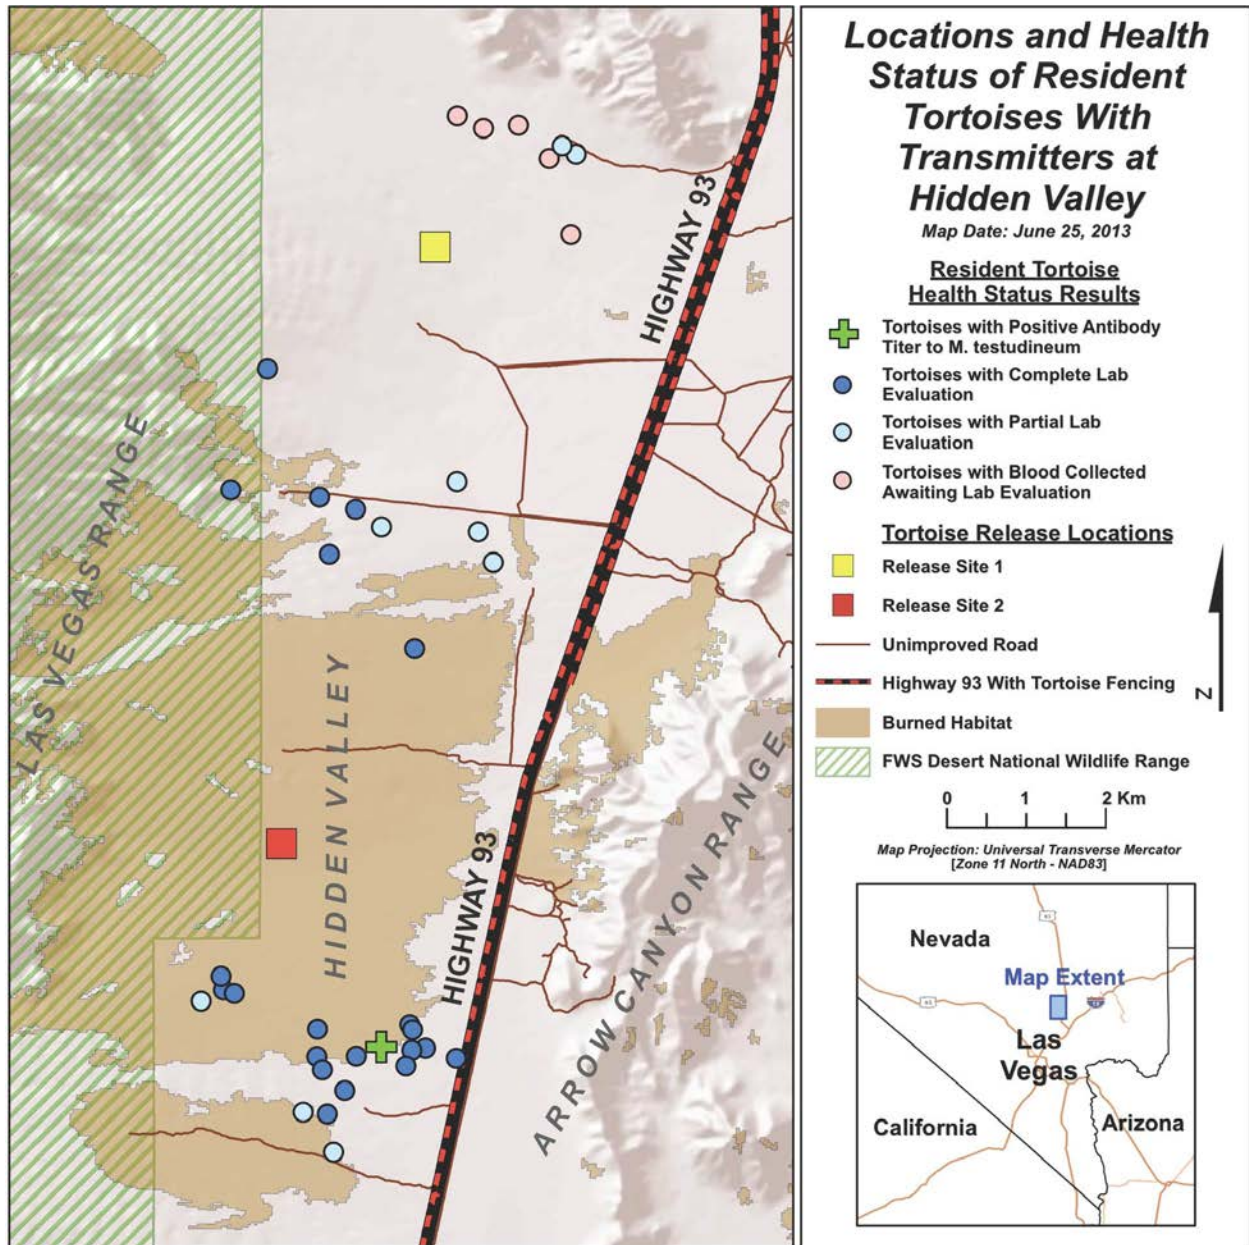 Locations and Health
Status of Resident
Tortoises With
Transmitters at
Hidden Valley
Map Date: June 25, 2013
Resident Tortoise
Health Status Results
Tortoises with Positive Antibody
Titer to M. testudineum
Tortoises with Complete Lab
Evaluation
Tortoises with Partial Lab
Evaluation
Tortoises with Blood Collected
Awaiting Lab Evaluation
Tortoise Release Locations
Release Site 1
Release Site 2
Unimproved Road
Highway 93 With Tortoise Fencing
Burned Habitat
FWS Desert National Wildlife Range
N
0 1 2 Km
Map Projection: Universal Transverse Mercator
[Zone 11 North - NAD83]
Nevada
Map Extent
Las
Vegas
California
Arizona
HIGHWAY 93
LAS VEGAS RANGE
HIDDEN VALLEY
HIGHWAY 93
ARROW CANYON RANGE